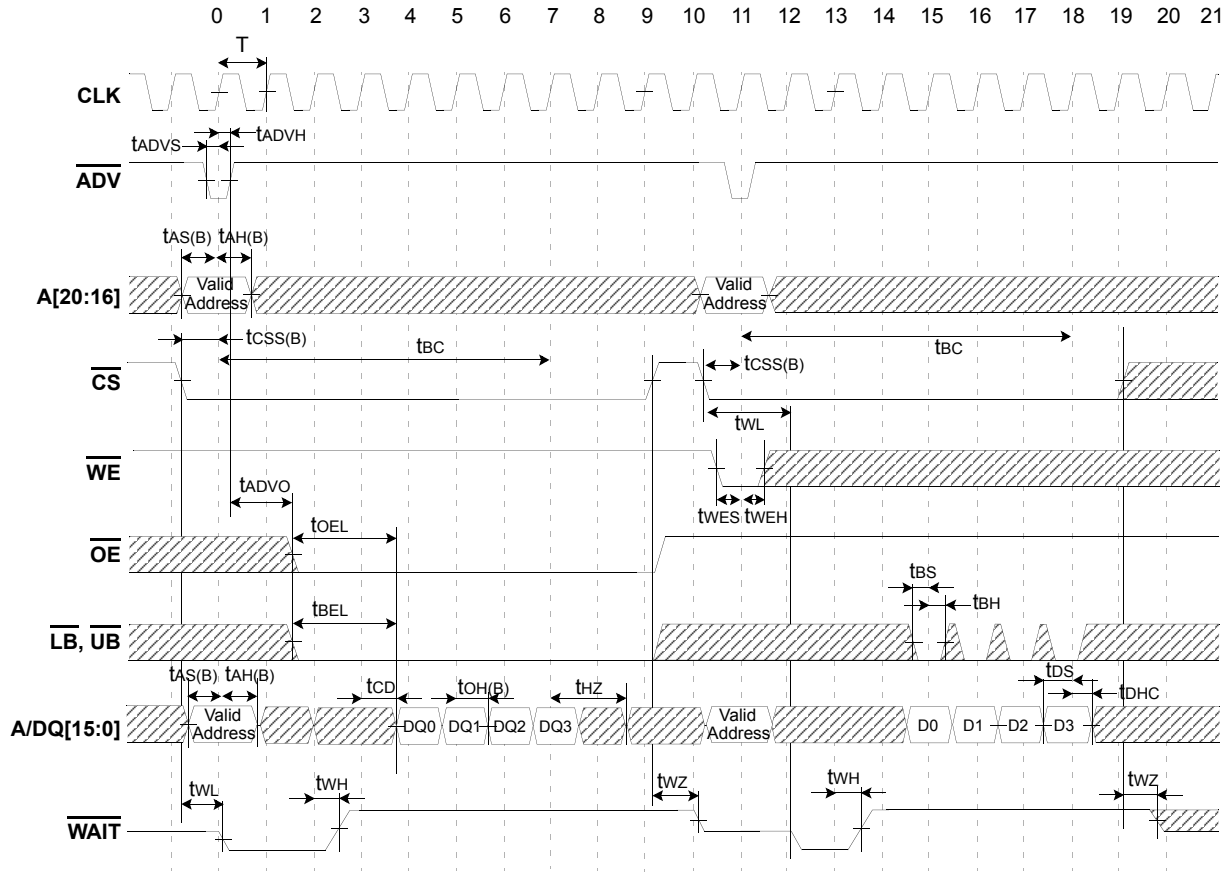 0 1 2 3 4 5 6 7 8 9 10 11 12 13 14 15 16 17 18 19 20 21
T
CLK
tADVH
tADVS
ADV
tAS(B) tAH(B)
A[20:16] Valid Address Valid Address
tCSS(B)
tBC tBC
tCSS(B)
CS
tWL
WE
tADVO
tWES tWEH
tOEL
OE
tBS
tBEL tBH
LB, UB
tAS(B) tAH(B) tCD tOH(B) tHZ tDS
tDHC
A/DQ[15:0] Valid Address DQ0 DQ1 DQ2 DQ3 Valid Address D0 D1 D2 D3
tWL tWH tWZ tWH tWZ
WAIT